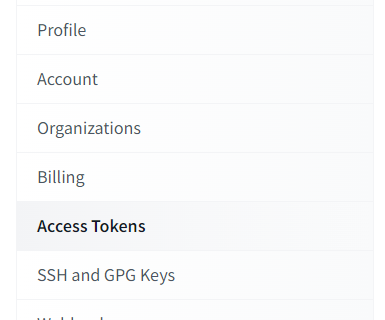 Profile
Account
Organizations
Billing
Access Tokens
SSH and GPG Keys